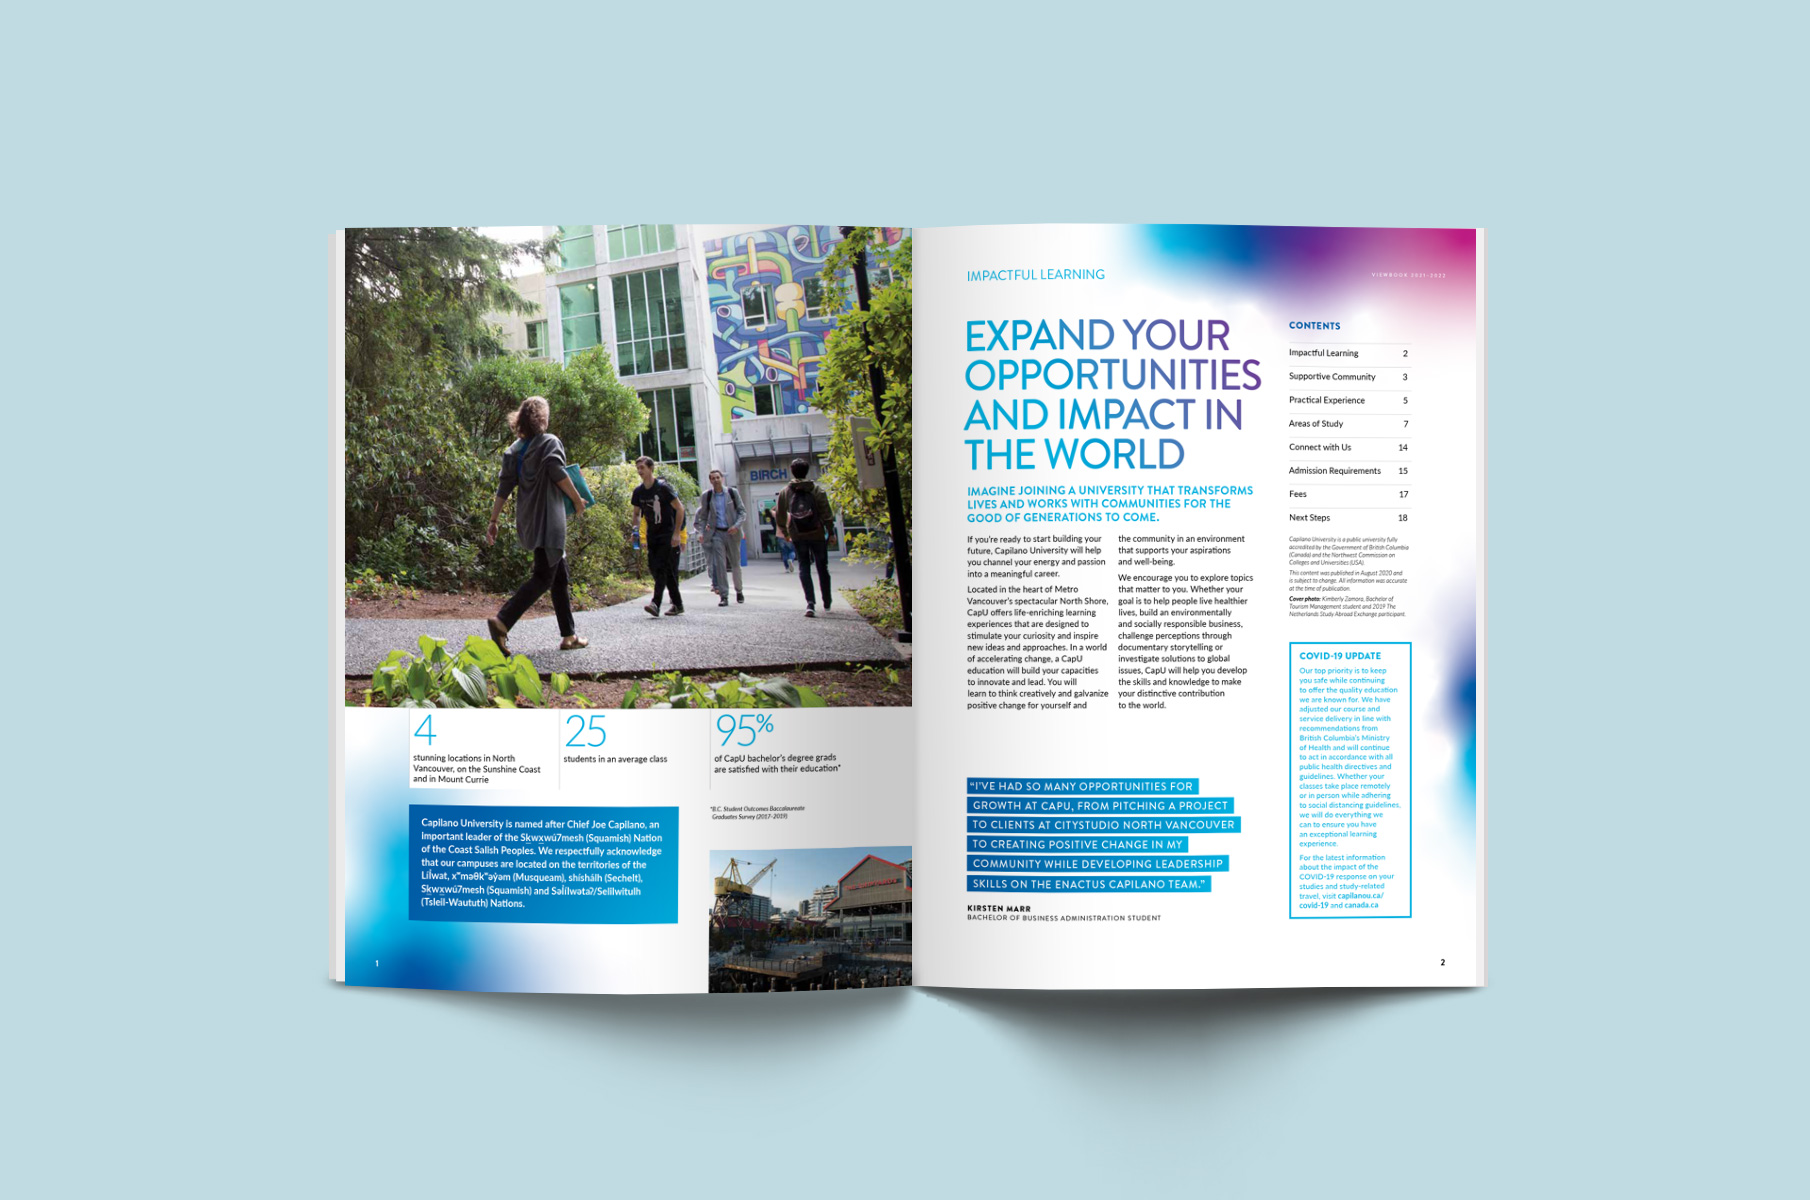 BIRCH
4
stunning locations in North
Vancouver, on the Sunshine Coast
and in Mount Currie
25
students in an average class
95%
of CapU bachelor's degree grads
are satisfied with their education*
*B.C. Student Outcomes Baccalaureate
Graduates Survey (2017-2019)
Capilano University is named after Chief Joe Capilano, an
important leader of the Sḵwx̱wú7mesh (Squamish) Nation
of the Coast Salish Peoples. We respectfully acknowledge
that our campuses are located on the territories of the
Lil̓wat, xʷməθkʷəy̓əm (Musqueam), shíshálh (Sechelt),
Sḵwx̱wú7mesh (Squamish) and Səl̓ílwətaʔ/Selilwitulh
(Tsleil-Waututh) Nations.
1
IMPACTFUL LEARNING
VIEWBOOK 2021-2022
EXPAND YOUR
OPPORTUNITIES
AND IMPACT IN
THE WORLD
IMAGINE JOINING A UNIVERSITY THAT TRANSFORMS
LIVES AND WORKS WITH COMMUNITIES FOR THE
GOOD OF GENERATIONS TO COME.
If you're ready to start building your
future, Capilano University will help
you channel your energy and passion
into a meaningful career.
Located in the heart of Metro
Vancouver's spectacular North Shore,
CapU offers life-enriching learning
experiences that are designed to
stimulate your curiosity and inspire
new ideas and approaches. In a world
of accelerating change, a CapU
education will build your capacities
to innovate and lead. You will
learn to think creatively and galvanize
positive change for yourself and
the community in an environment
that supports your aspirations
and well-being.
We encourage you to explore topics
that matter to you. Whether your
goal is to help people live healthier
lives, build an environmentally
and socially responsible business,
challenge perceptions through
documentary storytelling or
investigate solutions to global
issues, CapU will help you develop
the skills and knowledge to make
your distinctive contribution
to the world.
"I'VE HAD SO MANY OPPORTUNITIES FOR
GROWTH AT CAPU, FROM PITCHING A PROJECT
TO CLIENTS AT CITYSTUDIO NORTH VANCOUVER
TO CREATING POSITIVE CHANGE IN MY
COMMUNITY WHILE DEVELOPING LEADERSHIP
SKILLS ON THE ENACTUS CAPILANO TEAM."
KIRSTEN MARR
BACHELOR OF BUSINESS ADMINISTRATION STUDENT
CONTENTS
Impactful Learning 2
Supportive Community 3
Practical Experience 5
Areas of Study 7
Connect with Us 14
Admission Requirements 15
Fees 17
Next Steps 18
Capilano University is a public university fully
accredited by the Government of British Columbia
(Canada) and the Northwest Commission on
Colleges and Universities (USA).
This content was published in August 2020 and
is subject to change. All information was accurate
at the time of publication.
Cover photo: Kimberly Zamora, Bachelor of
Tourism Management student and 2019 The
Netherlands Study Abroad Exchange participant.
COVID-19 UPDATE
Our top priority is to keep
you safe while continuing
to offer the quality education
we are known for. We have
adjusted our course and
service delivery in line with
recommendations from
British Columbia's Ministry
of Health and will continue
to act in accordance with all
public health directives and
guidelines. Whether your
classes take place remotely
or in person while adhering
to social distancing guidelines,
we will do everything we
can to ensure you have
an exceptional learning
experience.
For the latest information
about the impact of the
COVID-19 response on your
studies and study-related
travel, visit capilanou.ca/
covid-19 and canada.ca
2